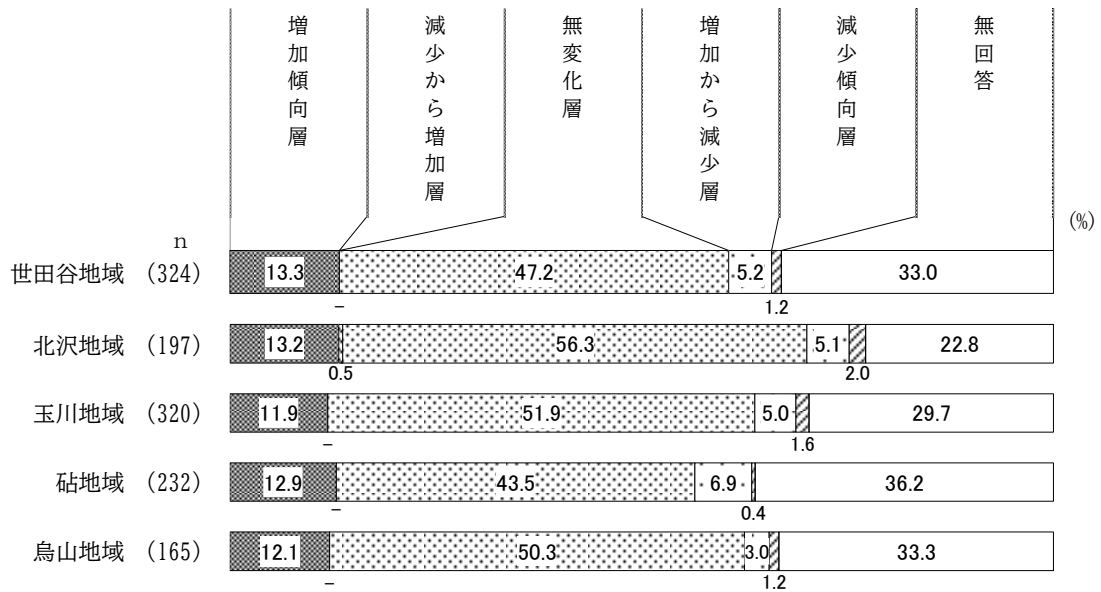 増加傾向層
減少から増加層
無変化層
増加から減少層
減少傾向層
無回答
(%)
n
世田谷地域 (324) 13.3 47.2 5.2 33.0
－ 1.2
北沢地域 (197) 13.2 56.3 5.1 22.8
0.5 2.0
玉川地域 (320) 11.9 51.9 5.0 29.7
－ 1.6
砧地域 (232) 12.9 43.5 6.9 36.2
－ 0.4
烏山地域 (165) 12.1 50.3 3.0 33.3
－ 1.2